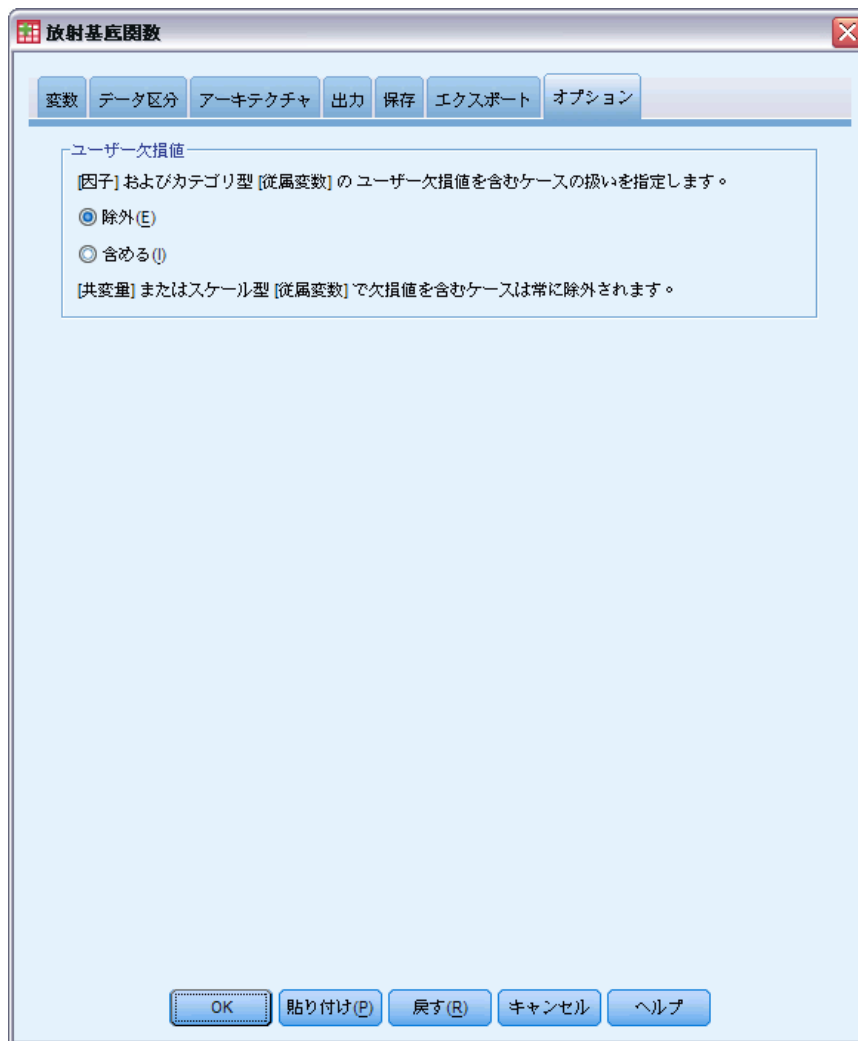 放射基底関数
変数 データ区分 アーキテクチャ 出力 保存 エクスポート オプション
ユーザー欠損値
[因子] およびカテゴリ型 [従属変数] の ユーザー欠損値を含むケースの扱いを指定します。
除外(E)
含める(I)
[共変量] またはスケール型 [従属変数] で欠損値を含むケースは常に除外されます。
OK 貼り付け(P) 戻す(R) キャンセル ヘルプ